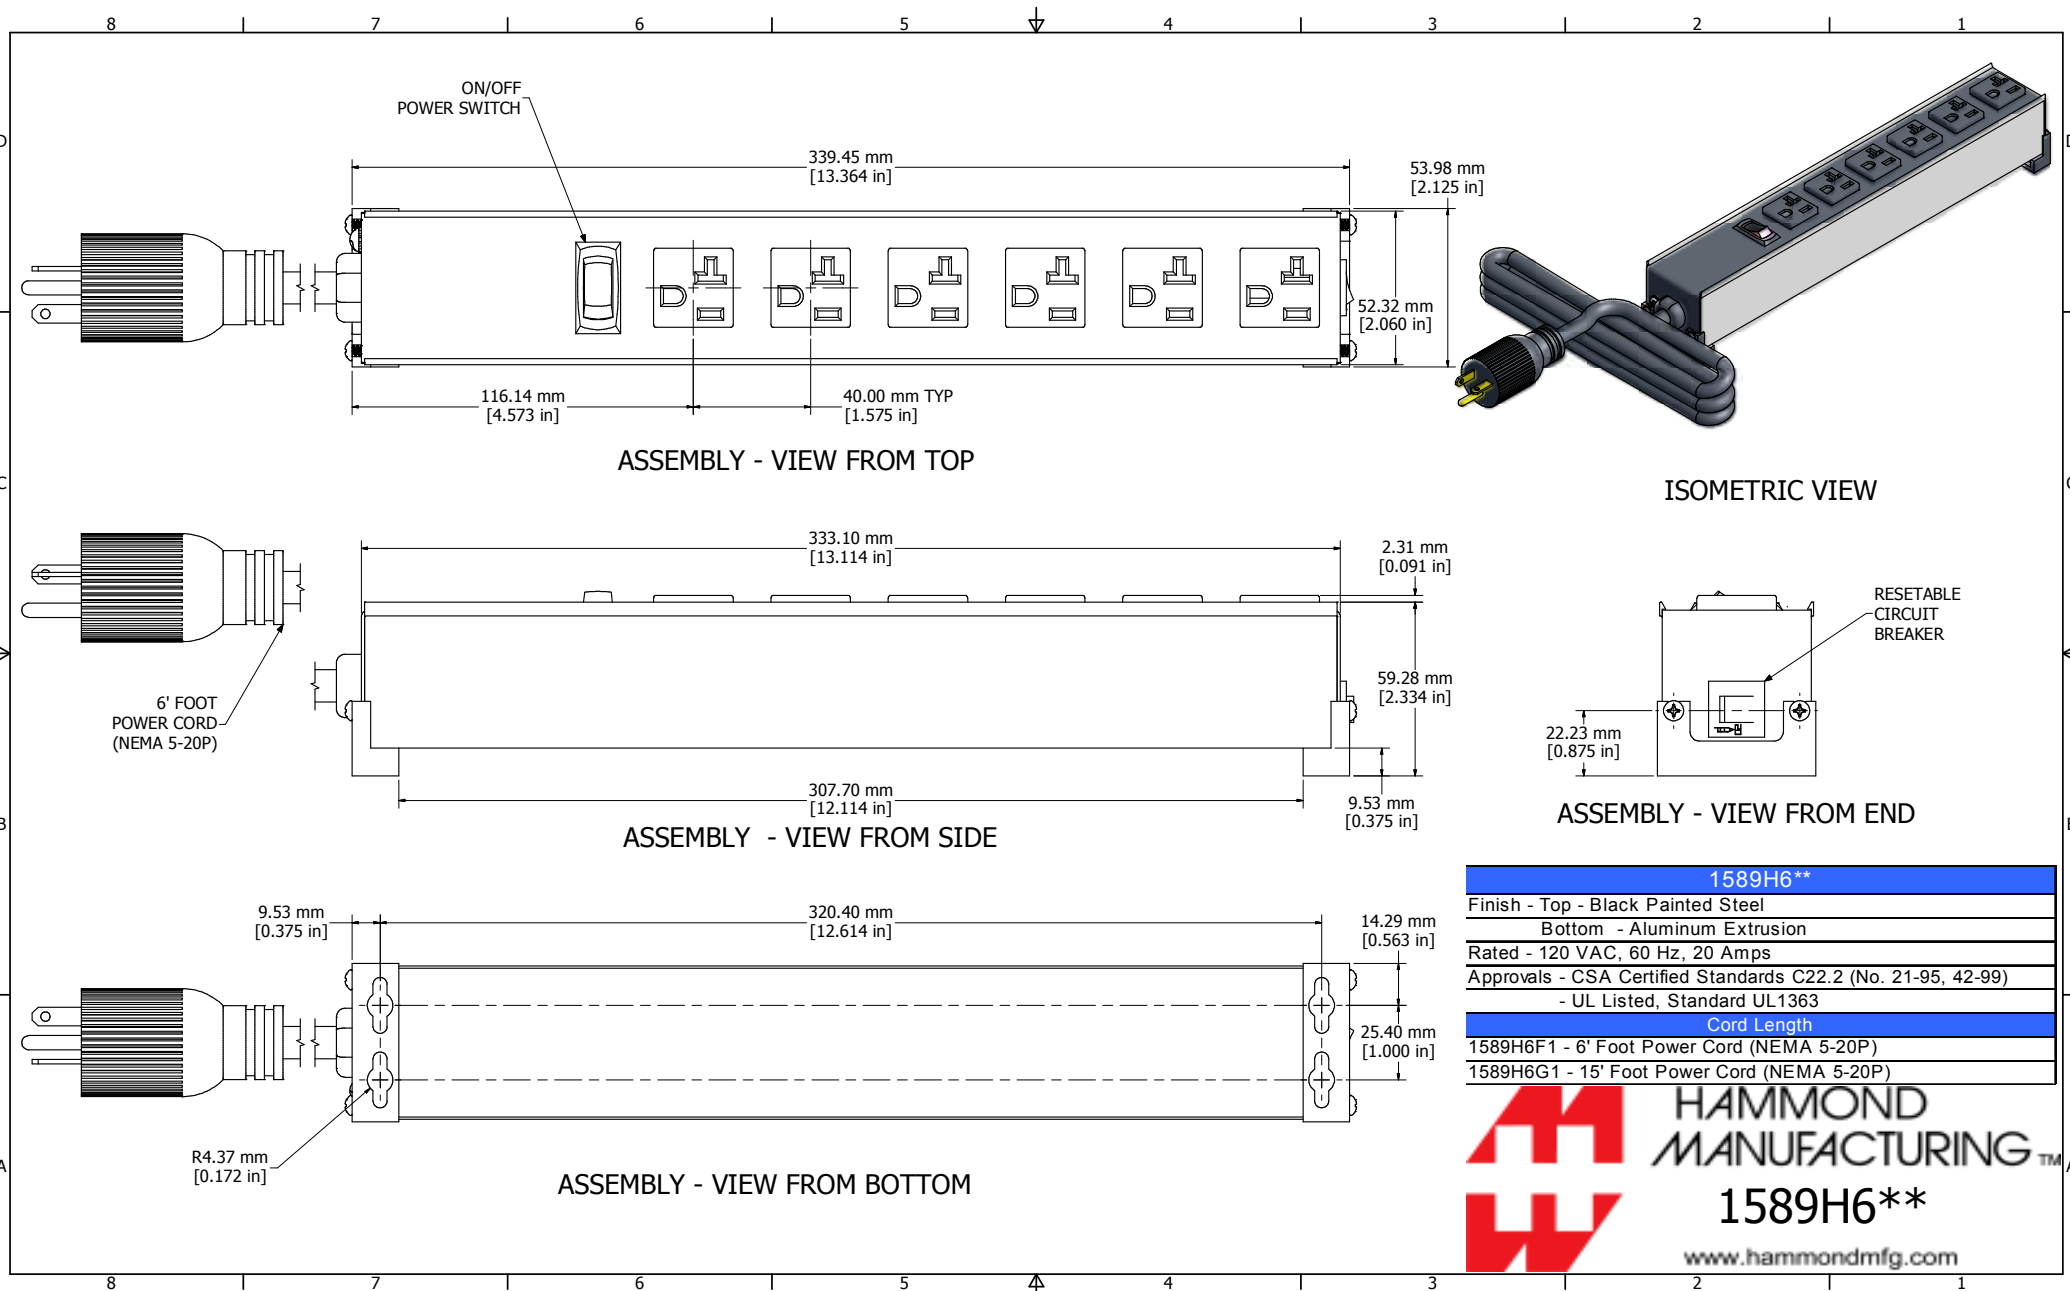 8 7 6 5 4 3 2 1
D
D
C
C
B
B
A
A
ON/OFF
POWER SWITCH
339.45 mm
[13.364 in]
53.98 mm
[2.125 in]
52.32 mm
[2.060 in]
116.14 mm
[4.573 in]
40.00 mm TYP
[1.575 in]
ASSEMBLY - VIEW FROM TOP
ISOMETRIC VIEW
333.10 mm
[13.114 in]
2.31 mm
[0.091 in]
59.28 mm
[2.334 in]
6' FOOT
POWER CORD
(NEMA 5-20P)
307.70 mm
[12.114 in]
9.53 mm
[0.375 in]
ASSEMBLY - VIEW FROM SIDE
RESETABLE
CIRCUIT
BREAKER
22.23 mm
[0.875 in]
ASSEMBLY - VIEW FROM END
9.53 mm
[0.375 in]
320.40 mm
[12.614 in]
14.29 mm
[0.563 in]
25.40 mm
[1.000 in]
R4.37 mm
[0.172 in]
ASSEMBLY - VIEW FROM BOTTOM
1589H6**
Finish - Top - Black Painted Steel
Bottom - Aluminum Extrusion
Rated - 120 VAC, 60 Hz, 20 Amps
Approvals - CSA Certified Standards C22.2 (No. 21-95, 42-99)
- UL Listed, Standard UL1363
Cord Length
1589H6F1 - 6' Foot Power Cord (NEMA 5-20P)
1589H6G1 - 15' Foot Power Cord (NEMA 5-20P)
HAMMOND
MANUFACTURING TM
1589H6**
www.hammondmfg.com
8 7 6 5 4 3 2 1